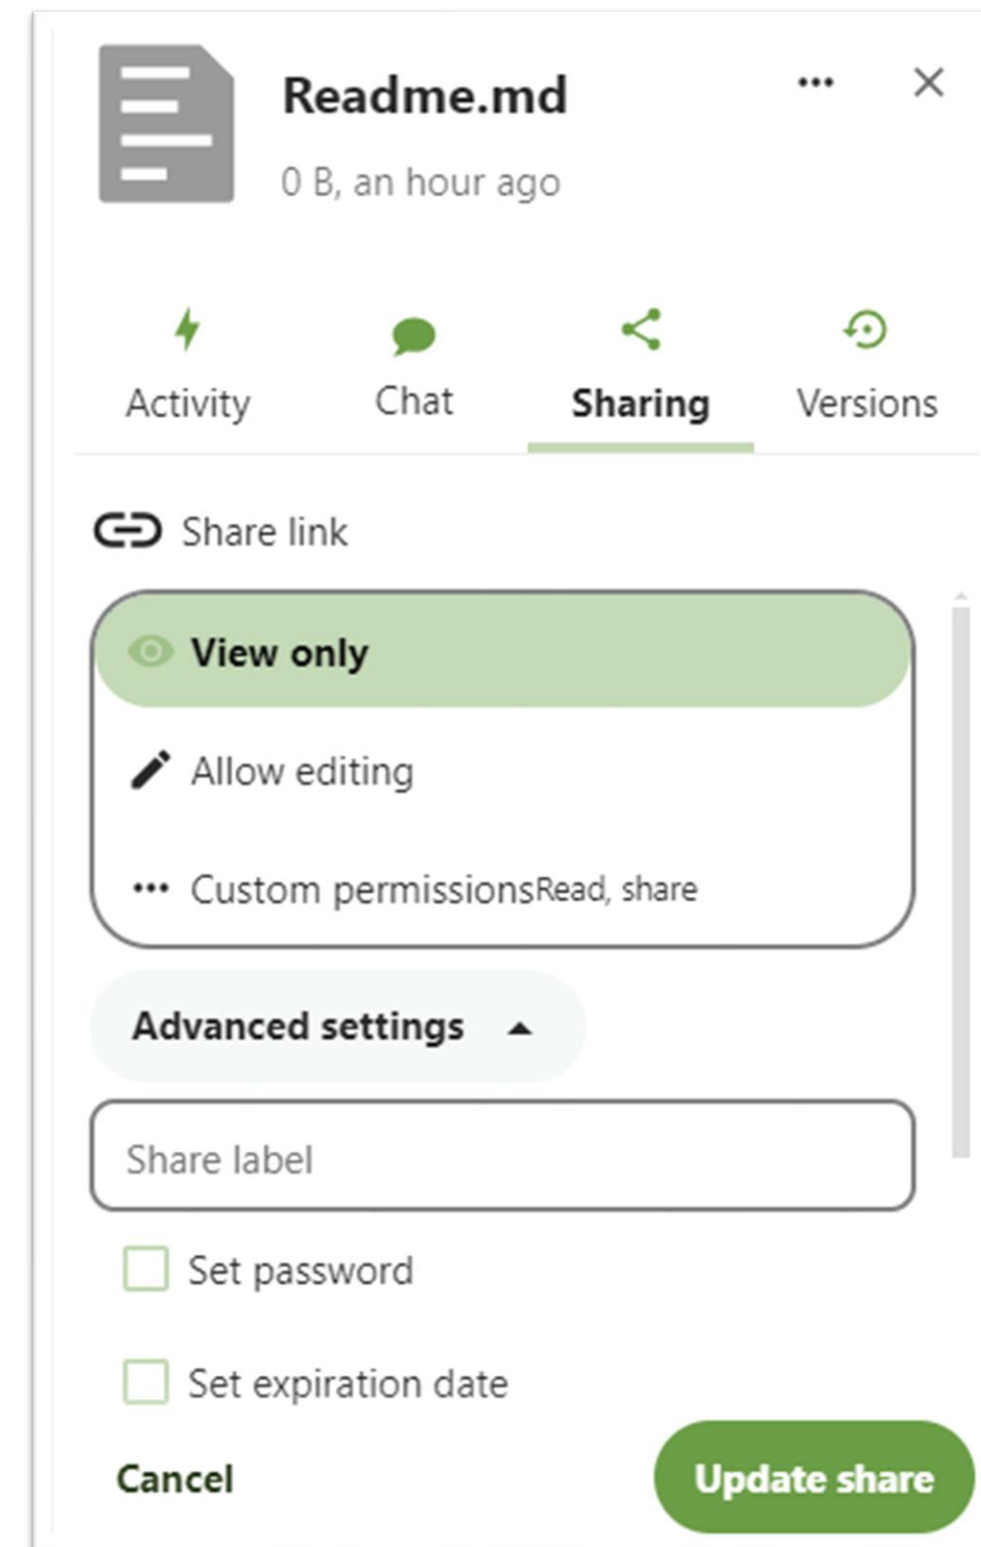 Readme.md
0 B, an hour ago
Activity
Chat
Sharing
Versions
Share link
View only
Allow editing
Custom permissionsRead, share
Advanced settings
Share label
Set password
Set expiration date
Cancel
Update share